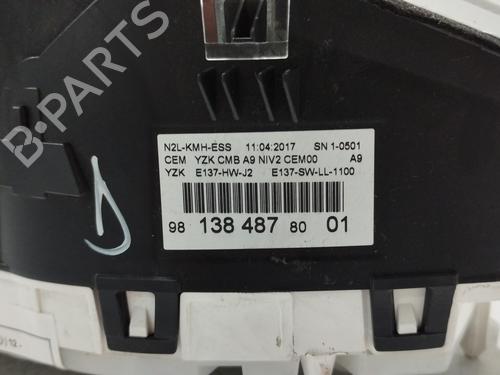 N2L-KMH-ESS 11:04:2017 SN 1-0501
CEM YZK CMB A9 NIV2 CEM00 A9
YZK E137-HW-J2 E137-SW-LL-1100
98 138 487 80 01
B-PARTS